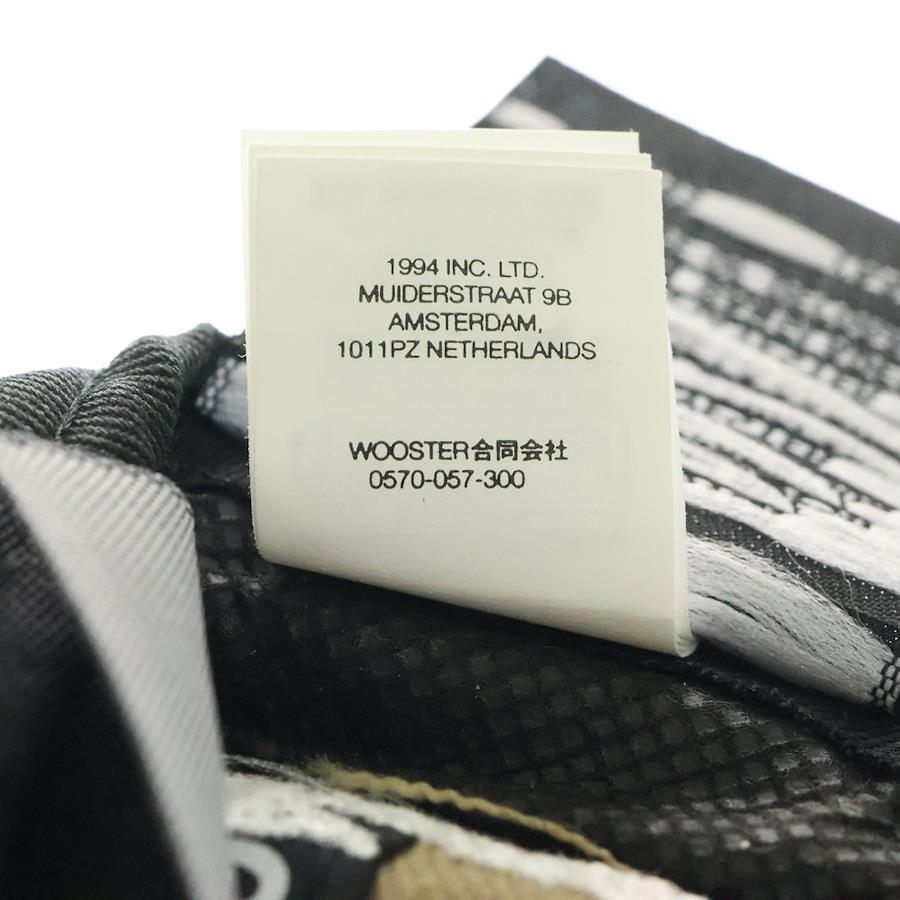 1994 INC. LTD.
MUIDERSTRAAT 9B
AMSTERDAM,
1011PZ NETHERLANDS
WOOSTER合同会社
0570-057-300